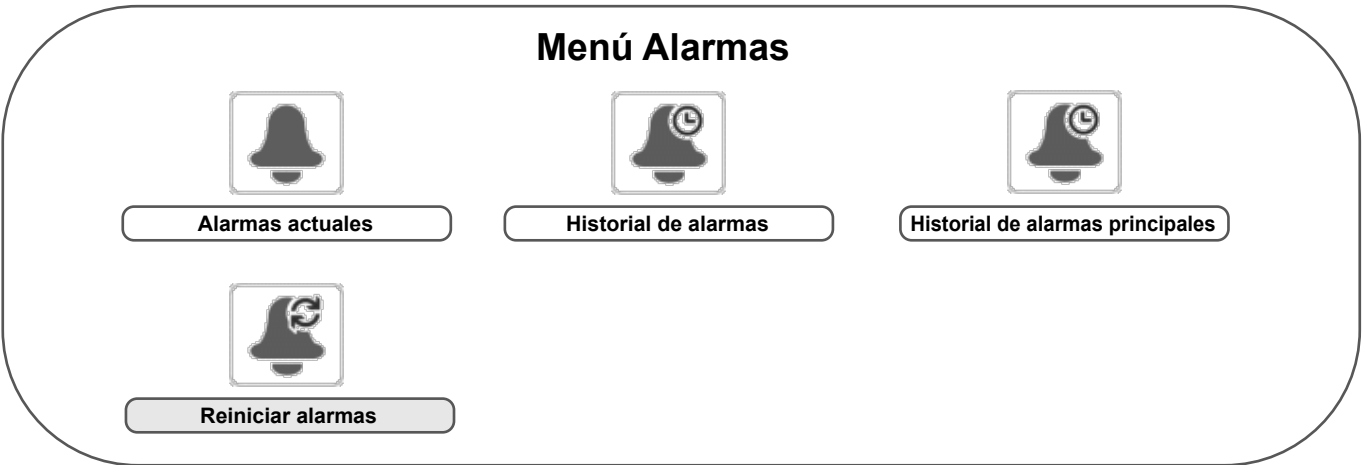 Menú Alarmas
Alarmas actuales
Historial de alarmas
Historial de alarmas principales
Reiniciar alarmas